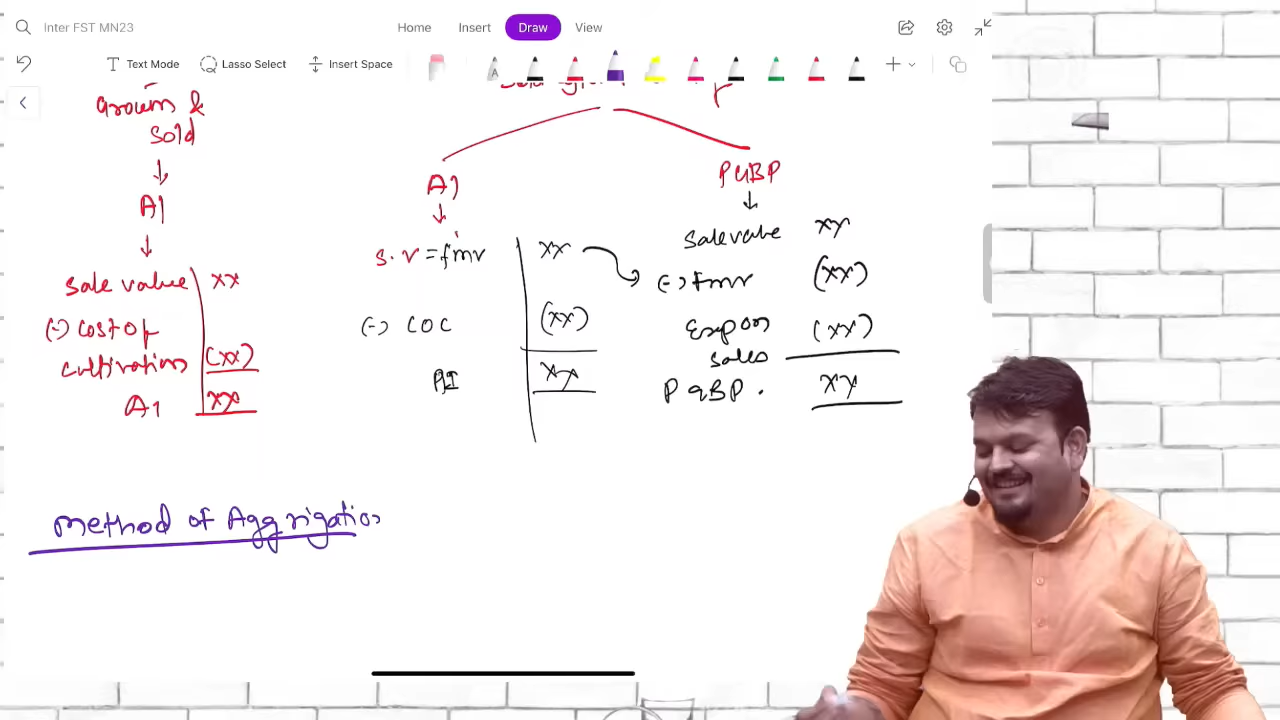 Inter FST MN23
Home
Insert
Draw
View
Text Mode
Lasso Select
Insert Space
Grown &
Sold
AI
Sale value xx
(-) Cost of
cultivation (xx)
AI xx
AI
S.V = fmv xx
(-) COC (xx)
AI xx
PGBP
Sale value xx
(-) fmv (xx)
Exp on (xx)
sales
PGBP. xx
Method of Aggrigation